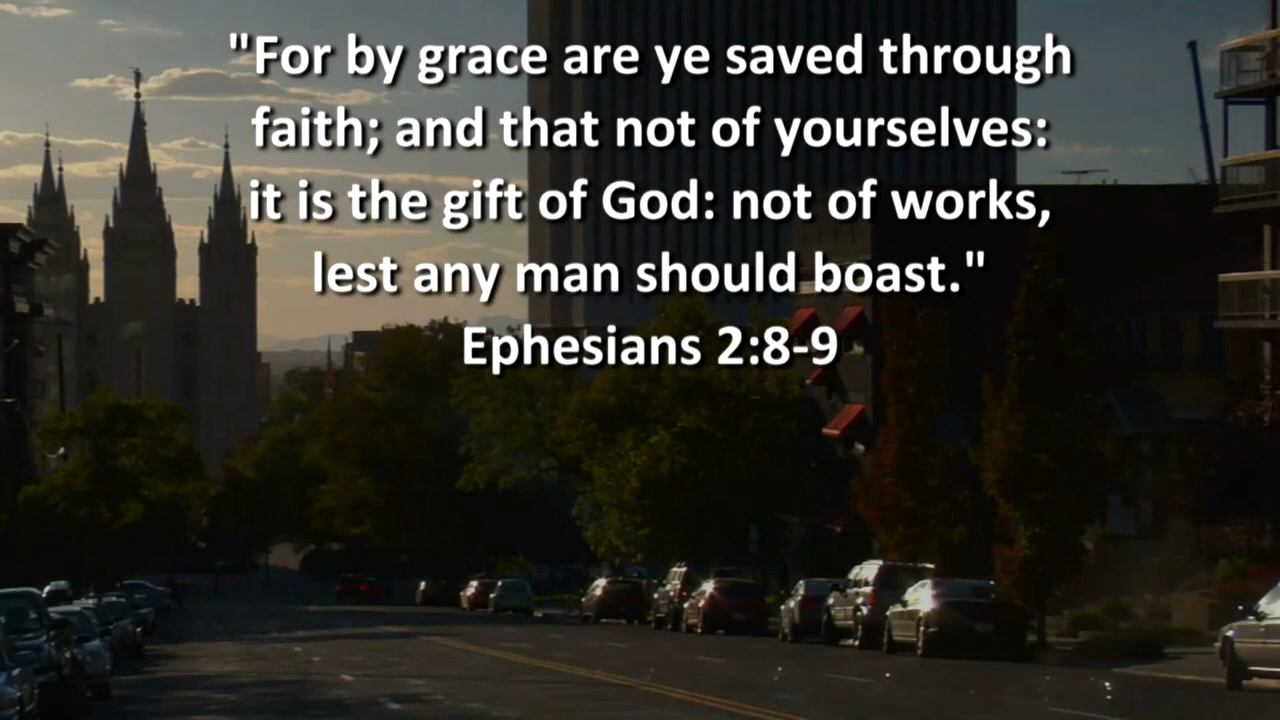 "For by grace are ye saved through
faith; and that not of yourselves:
it is the gift of God: not of works,
lest any man should boast."
Ephesians 2:8-9